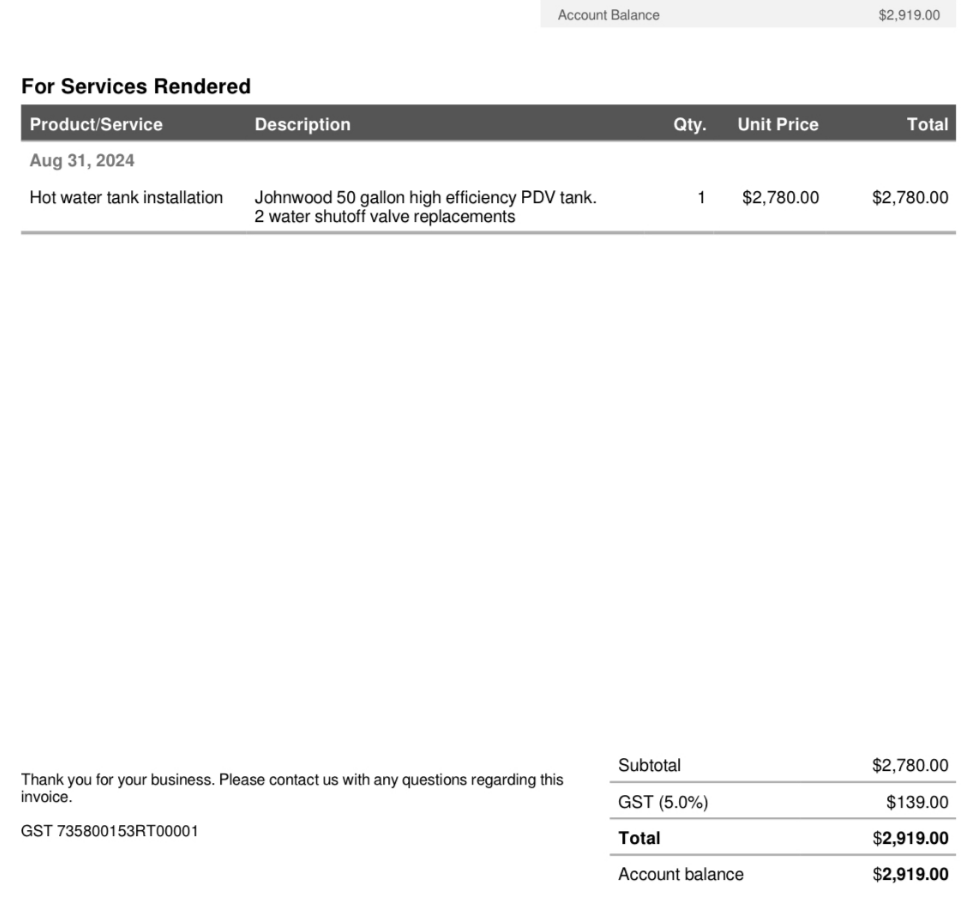 Account Balance $2,919.00
For Services Rendered
Product/Service Description Qty. Unit Price Total
Aug 31, 2024
Hot water tank installation Johnwood 50 gallon high efficiency PDV tank. 1 $2,780.00 $2,780.00
2 water shutoff valve replacements
Subtotal $2,780.00
Thank you for your business. Please contact us with any questions regarding this
invoice.
GST (5.0%) $139.00
GST 735800153RT00001
Total $2,919.00
Account balance $2,919.00